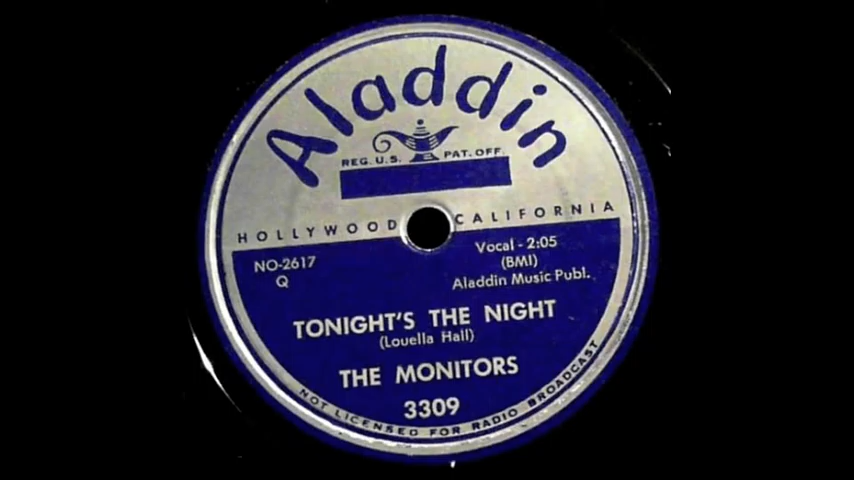 Aladdin
REG. U.S. PAT. OFF.
HOLLYWOOD CALIFORNIA
NO-2617
Q
Vocal - 2:05
(BMI)
Aladdin Music Publ.
TONIGHT'S THE NIGHT
(Louella Hall)
THE MONITORS
3309
NOT LICENSED FOR RADIO BROADCAST